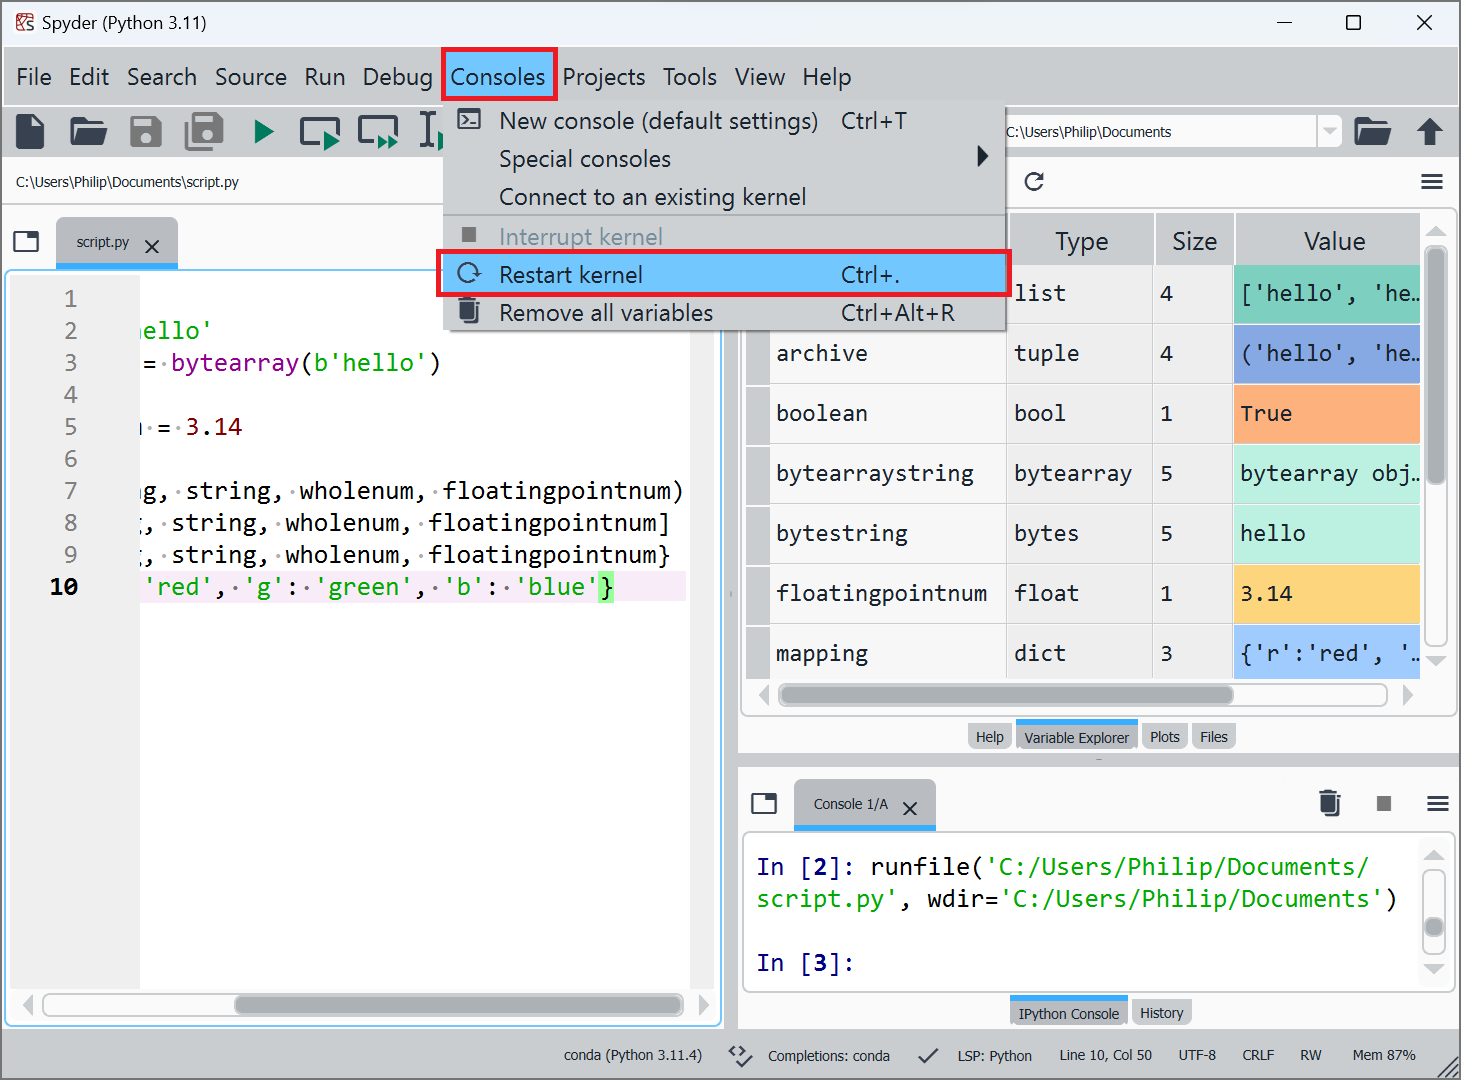 Spyder (Python 3.11)
File Edit Search Source Run Debug Consoles Projects Tools View Help
New console (default settings) Ctrl+T
Special consoles
Connect to an existing kernel
Interrupt kernel
Restart kernel Ctrl+.
Remove all variables Ctrl+Alt+R
C:\Users\Philip\Documents
C:\Users\Philip\Documents\script.py
script.py
1
2 ello'
3 = bytearray(b'hello')
4
5 = 3.14
6
7 g, string, wholenum, floatingpointnum)
8 , string, wholenum, floatingpointnum]
9 , string, wholenum, floatingpointnum}
10 'red', 'g': 'green', 'b': 'blue'}
Type Size Value
list 4 ['hello', 'he…
archive tuple 4 ('hello', 'he…
boolean bool 1 True
bytearraystring bytearray 5 bytearray obj…
bytestring bytes 5 hello
floatingpointnum float 1 3.14
mapping dict 3 {'r':'red', '…
Help Variable Explorer Plots Files
Console 1/A
In [2]: runfile('C:/Users/Philip/Documents/
script.py', wdir='C:/Users/Philip/Documents')
In [3]:
IPython Console History
conda (Python 3.11.4) Completions: conda LSP: Python Line 10, Col 50 UTF-8 CRLF RW Mem 87%